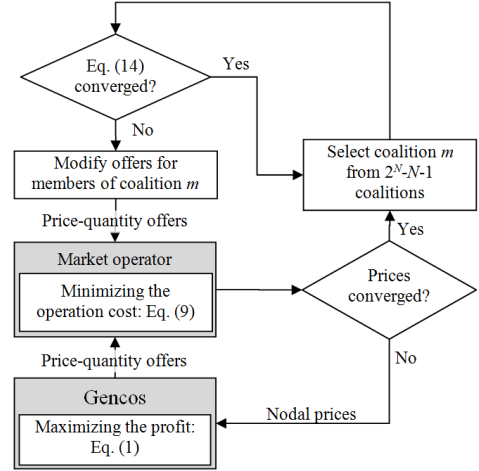 Eq. (14)
converged?
Yes
No
Modify offers for
members of coalition m
Select coalition m
from 2^N-N-1
coalitions
Price-quantity offers
Yes
Market operator
Minimizing the
operation cost: Eq. (9)
Prices
converged?
Price-quantity offers
No
Gencos
Maximizing the profit:
Eq. (1)
Nodal prices